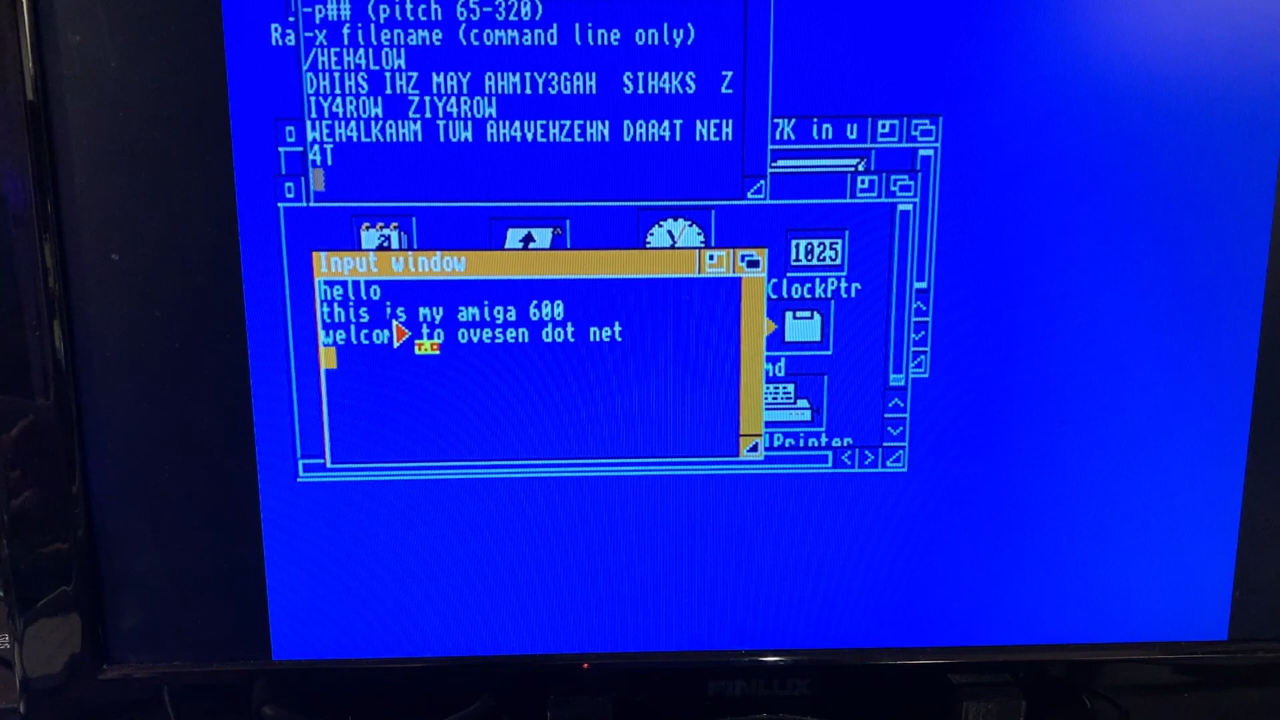 -p## (pitch 65-320)
Ra -x filename (command line only)
/HEH4LOW
DHIHS IHZ MAY AHMIY3GAH SIH4KS Z
IY4ROW ZIY4ROW
WEH4LKAHM TUW AH4VEHZEHN DAA4T NEH
4T
7K in u
1025
ClockPtr
Input window
hello
this is my amiga 600
welcom to ovesen dot net
T.O
md
Printer
FINLUX